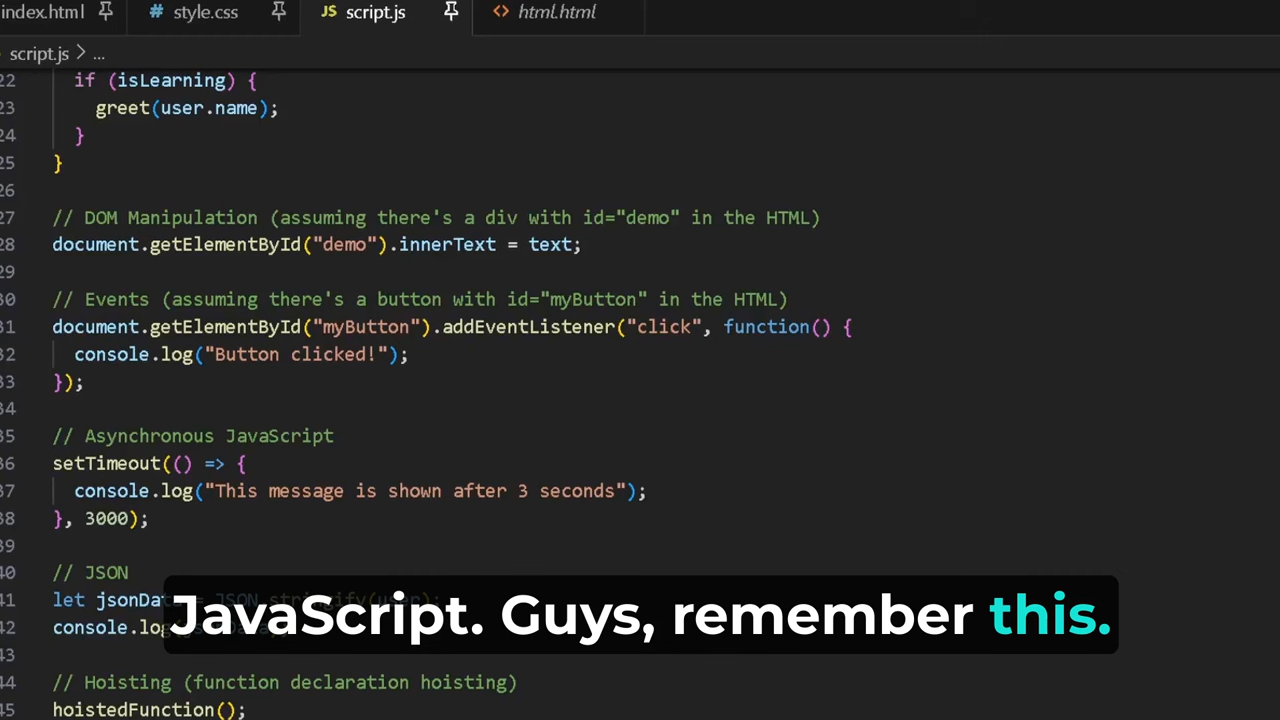 index.html
# style.css
JS script.js
<> html.html
script.js > ...
22 if (isLearning) {
23 greet(user.name);
24 }
25 }
26
27 // DOM Manipulation (assuming there's a div with id="demo" in the HTML)
28 document.getElementById("demo").innerText = text;
29
30 // Events (assuming there's a button with id="myButton" in the HTML)
31 document.getElementById("myButton").addEventListener("click", function() {
32 console.log("Button clicked!");
33 });
34
35 // Asynchronous JavaScript
36 setTimeout(() => {
37 console.log("This message is shown after 3 seconds");
38 }, 3000);
39
40 // JSON
41 let jsonData = JSON.stringify(user);
42 console.log(
43
JavaScript. Guys, remember this.
44 // Hoisting (function declaration hoisting)
45 hoistedFunction();